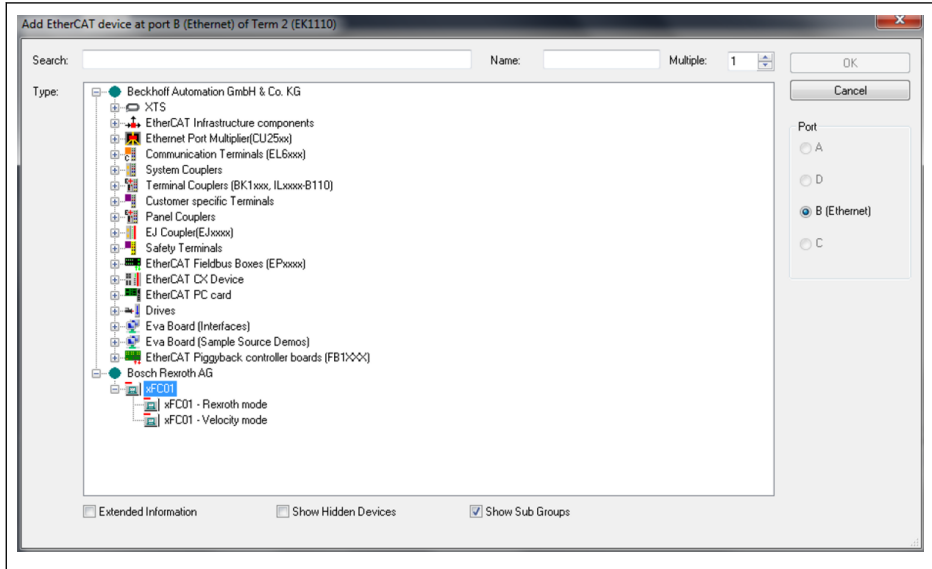 Add EtherCAT device at port B (Ethernet) of Term 2 (EK1110)
Search: Name: Multiple: 1 OK
Type: Cancel
Beckhoff Automation GmbH & Co. KG
XTS
EtherCAT Infrastructure components
Ethernet Port Multiplier(CU25xx)
Communication Terminals (EL6xxx)
System Couplers
Terminal Couplers (BK1xxx, ILxxxx-B110)
Customer specific Terminals
Panel Couplers
EJ Coupler(EJxxxx)
Safety Terminals
EtherCAT Fieldbus Boxes (EPxxxx)
EtherCAT CX Device
EtherCAT PC card
Drives
Eva Board (Interfaces)
Eva Board (Sample Source Demos)
EtherCAT Piggyback controller boards (FB1XXX)
Bosch Rexroth AG
xFC01
xFC01 - Rexroth mode
xFC01 - Velocity mode
Port
A
D
B (Ethernet)
C
Extended Information Show Hidden Devices Show Sub Groups